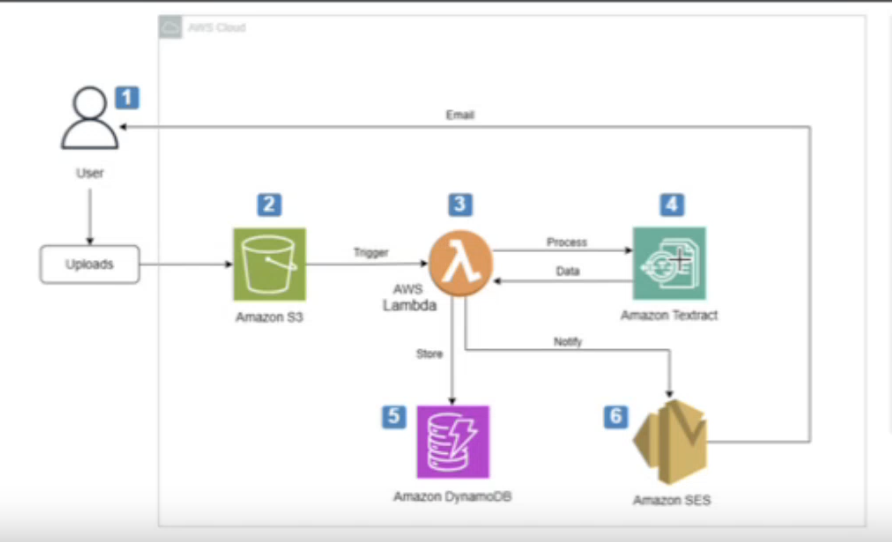 AWS Cloud
1
Email
User
2
3
4
Uploads
Trigger
Process
Data
AWS
Lambda
Amazon S3
Amazon Textract
Store
Notify
5
6
Amazon DynamoDB
Amazon SES